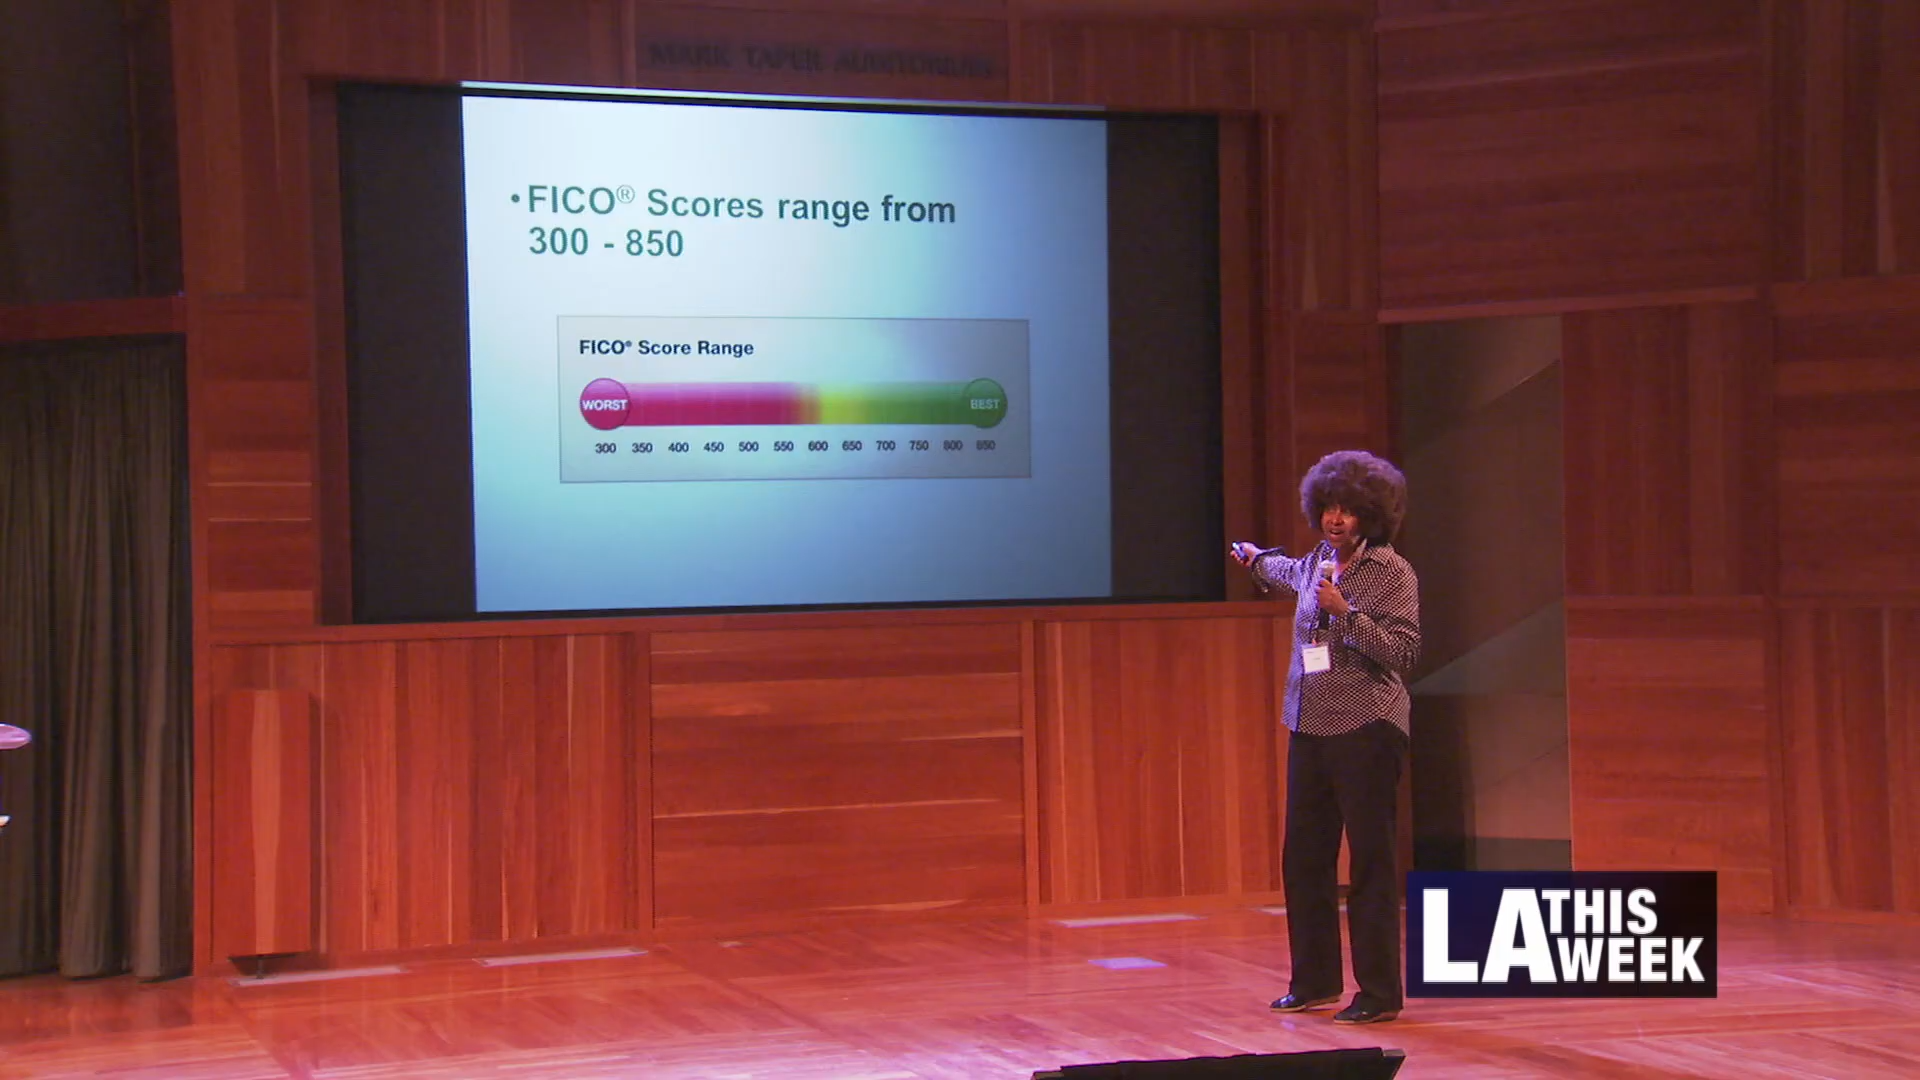 MARK TAPER AUDITORIUM
• FICO® Scores range from
300 - 850
FICO® Score Range
WORST
BEST
300 350 400 450 500 550 600 650 700 750 800 850
LA THIS
WEEK